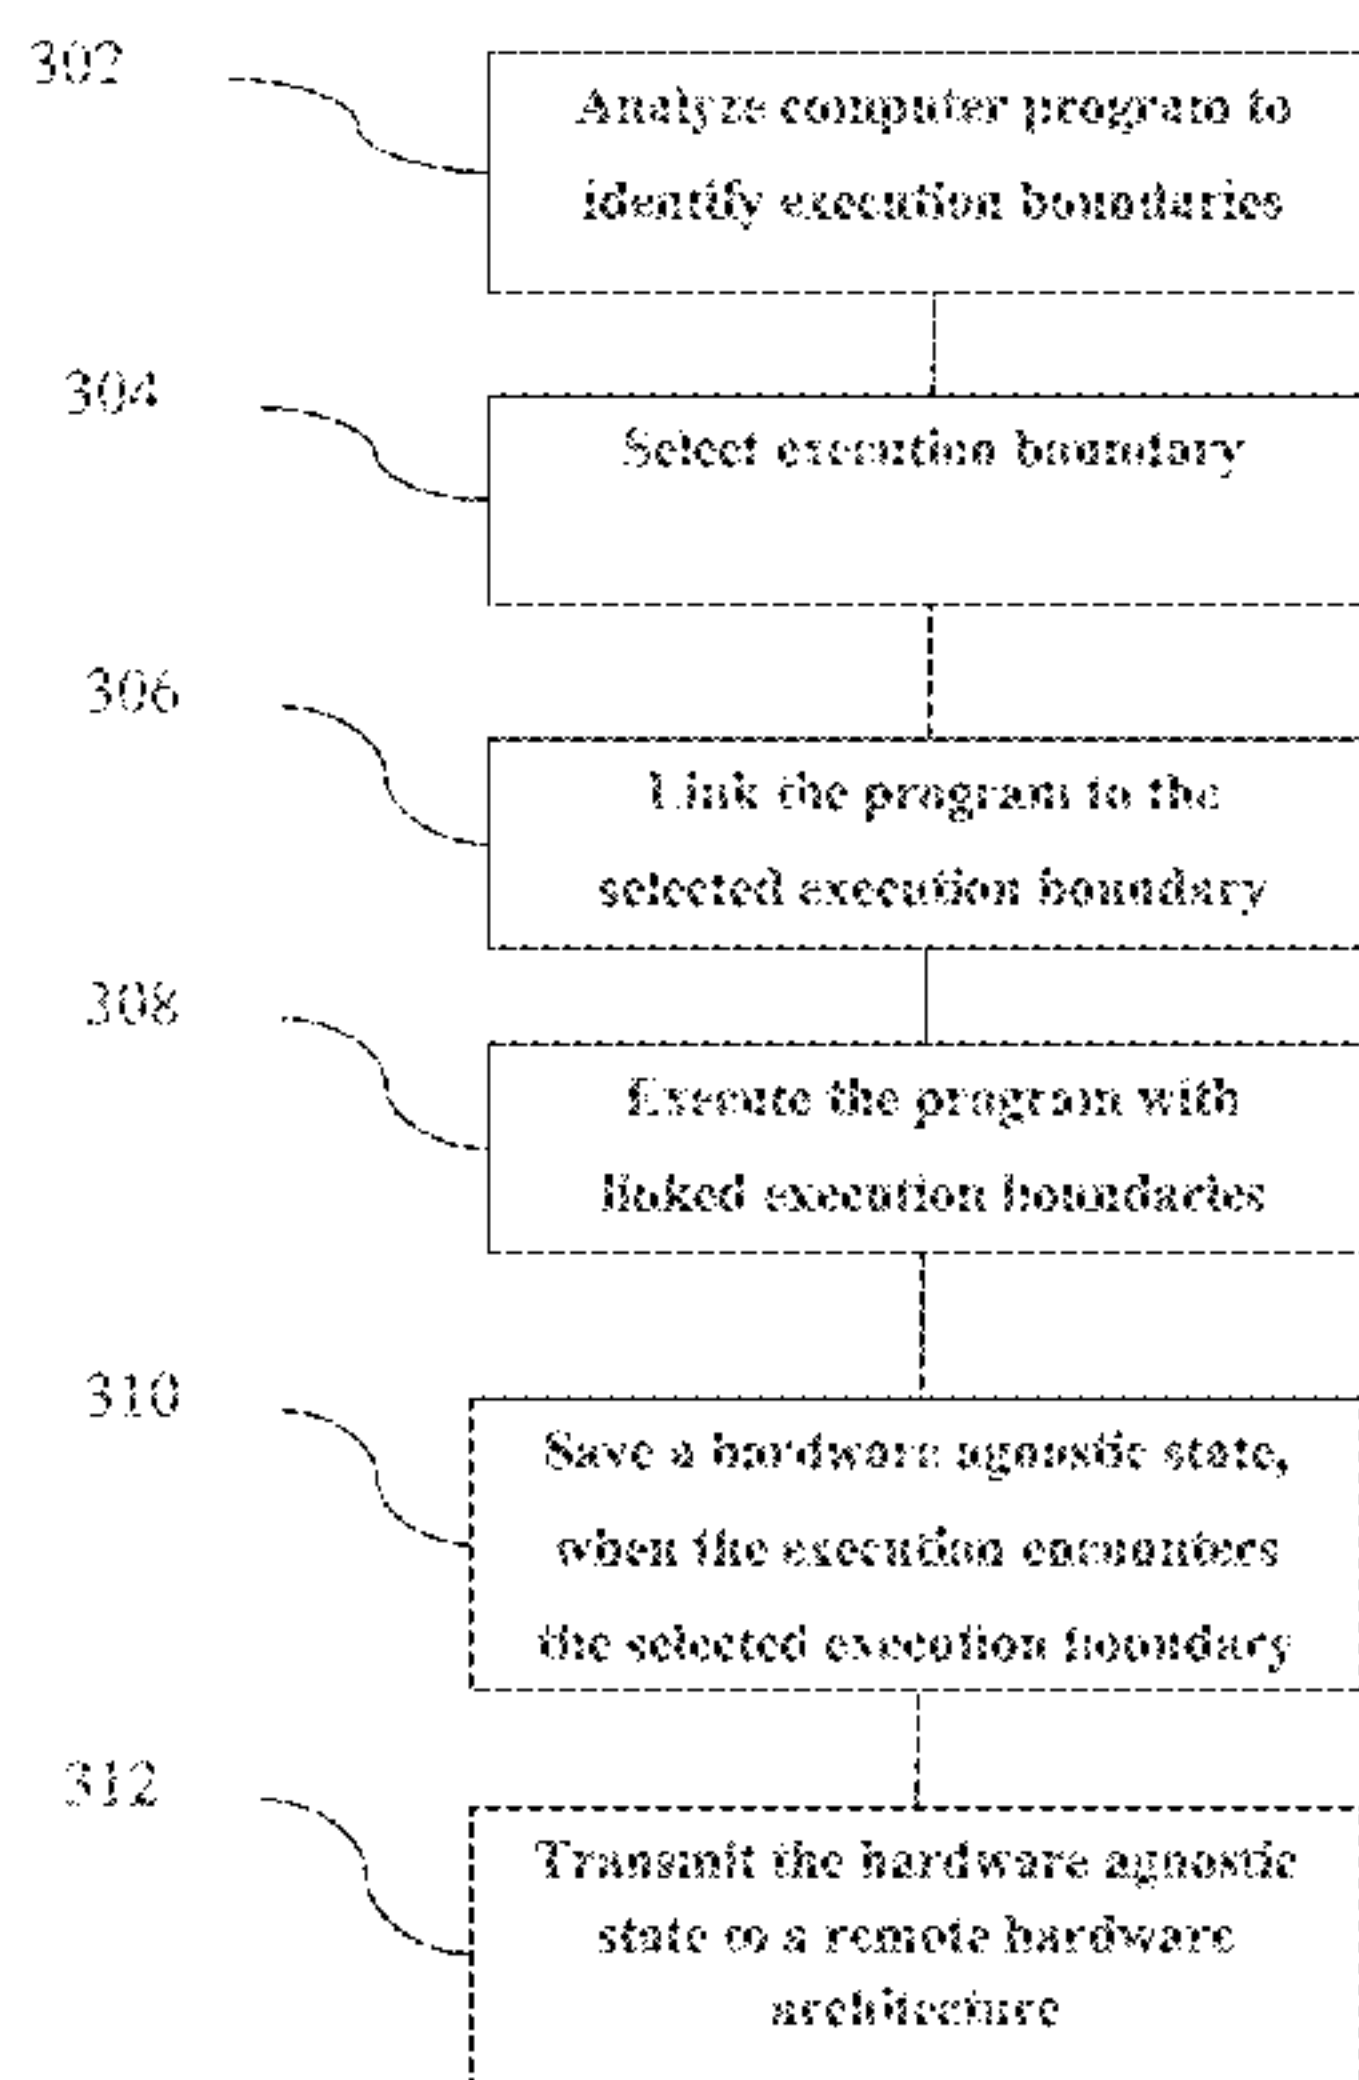 302
Analyze computer program to
identify execution boundaries
304
Select execution boundary
306
Link the program to the
selected execution boundary
308
Execute the program with
linked execution boundaries
310
Save a hardware agnostic state,
when the execution encounters
the selected execution boundary
312
Transmit the hardware agnostic
state to a remote hardware
architecture